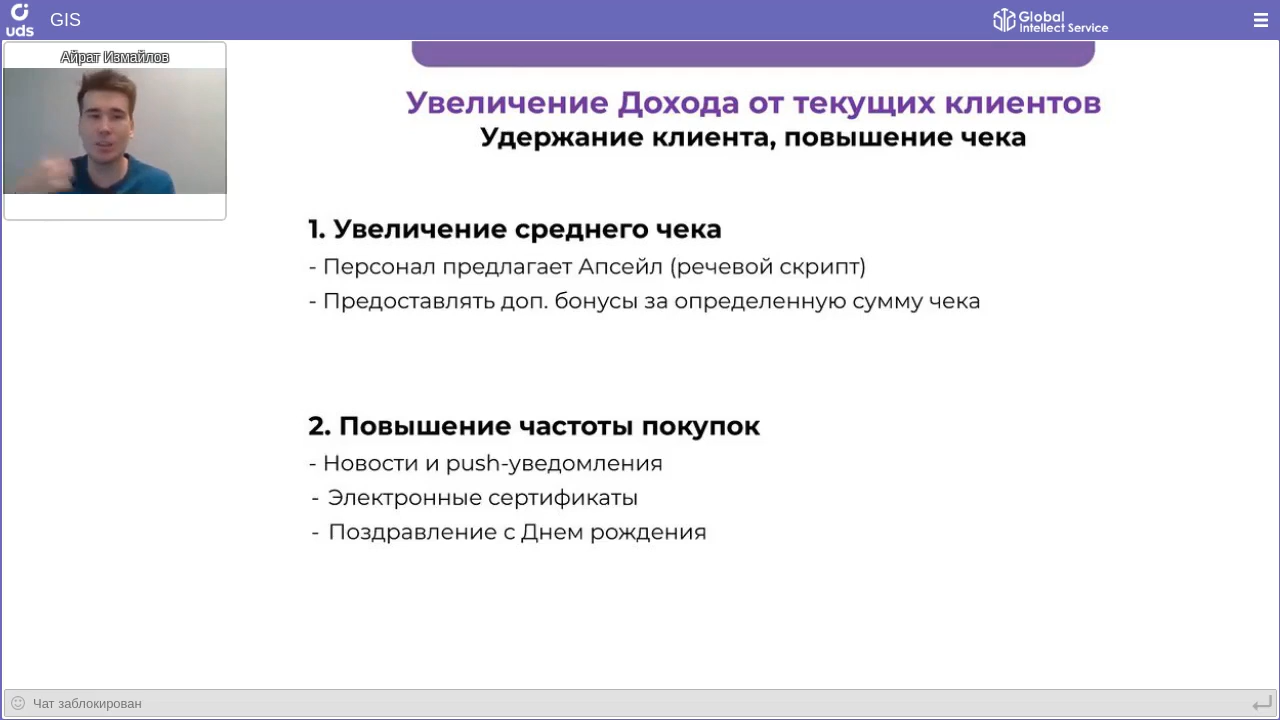 uds
GIS
Global
Intellect Service
Айрат Измайлов
Увеличение Дохода от текущих клиентов
Удержание клиента, повышение чека
1. Увеличение среднего чека
- Персонал предлагает Апсейл (речевой скрипт)
- Предоставлять доп. бонусы за определенную сумму чека
2. Повышение частоты покупок
- Новости и push-уведомления
- Электронные сертификаты
- Поздравление с Днем рождения
Чат заблокирован